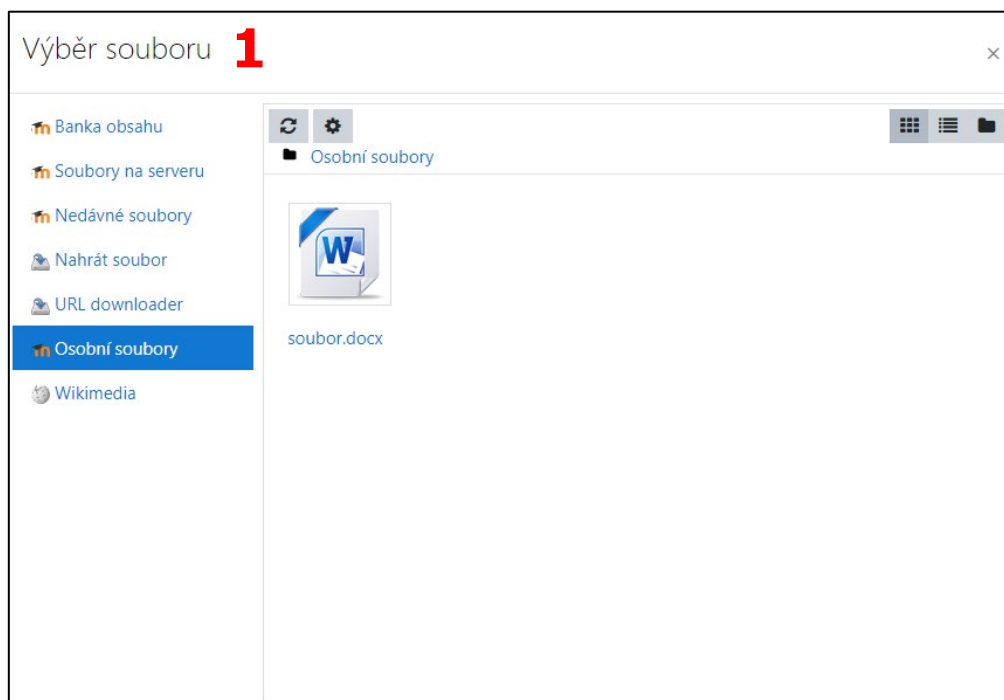 Výběr souboru 1
×
Banka obsahu
Soubory na serveru
Nedávné soubory
Nahrát soubor
URL downloader
Osobní soubory
Wikimedia
Osobní soubory
W
soubor.docx